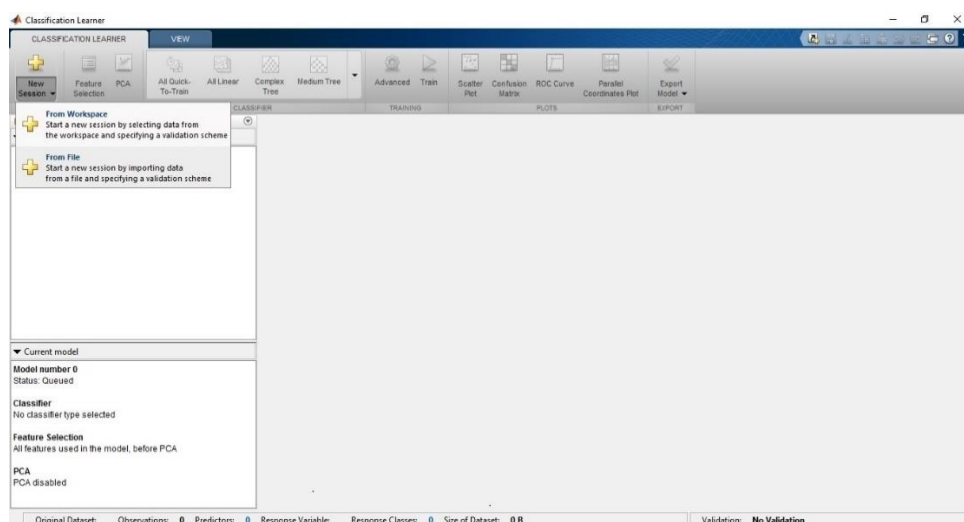 Classification Learner
CLASSIFICATION LEARNER VIEW
New Session
Feature Selection
PCA
All Quick-To-Train
All Linear
Complex Tree
Medium Tree
Advanced
Train
Scatter Plot
Confusion Matrix
ROC Curve
Parallel Coordinates Plot
Export Model
CLASSIFIER TRAINING PLOTS EXPORT
From Workspace
Start a new session by selecting data from
the workspace and specifying a validation scheme
From File
Start a new session by importing data
from a file and specifying a validation scheme
Current model
Model number 0
Status: Queued
Classifier
No classifier type selected
Feature Selection
All features used in the model, before PCA
PCA
PCA disabled
Original Dataset: Observations: 0 Predictors: 0 Response Variable: Response Classes: 0 Size of Dataset: 0 B Validation: No Validation